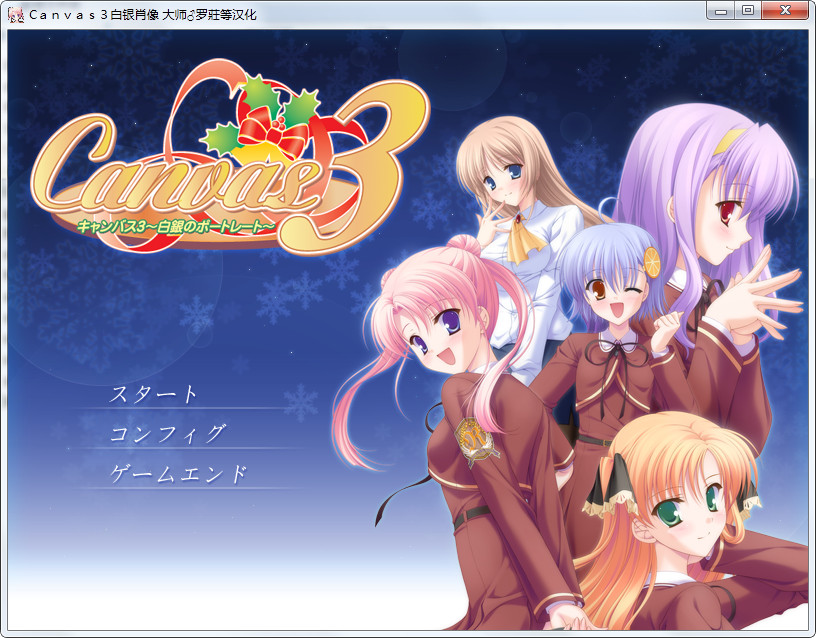 Ｃａｎｖａｓ３白银肖像 大师♂罗莊等汉化
Canvas3
キャンバス3～白銀のポートレート～
スタート
コンフィグ
ゲームエンド